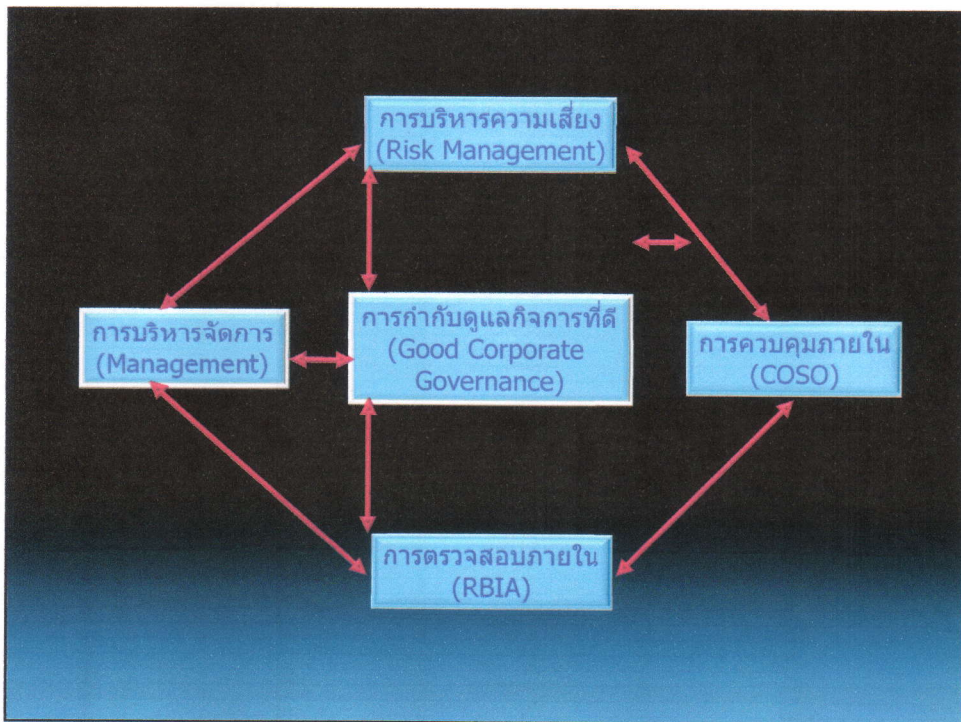 การบริหารความเสี่ยง
(Risk Management)
การบริหารจัดการ
(Management)
การกำกับดูแลกิจการที่ดี
(Good Corporate
Governance)
การควบคุมภายใน
(COSO)
การตรวจสอบภายใน
(RBIA)